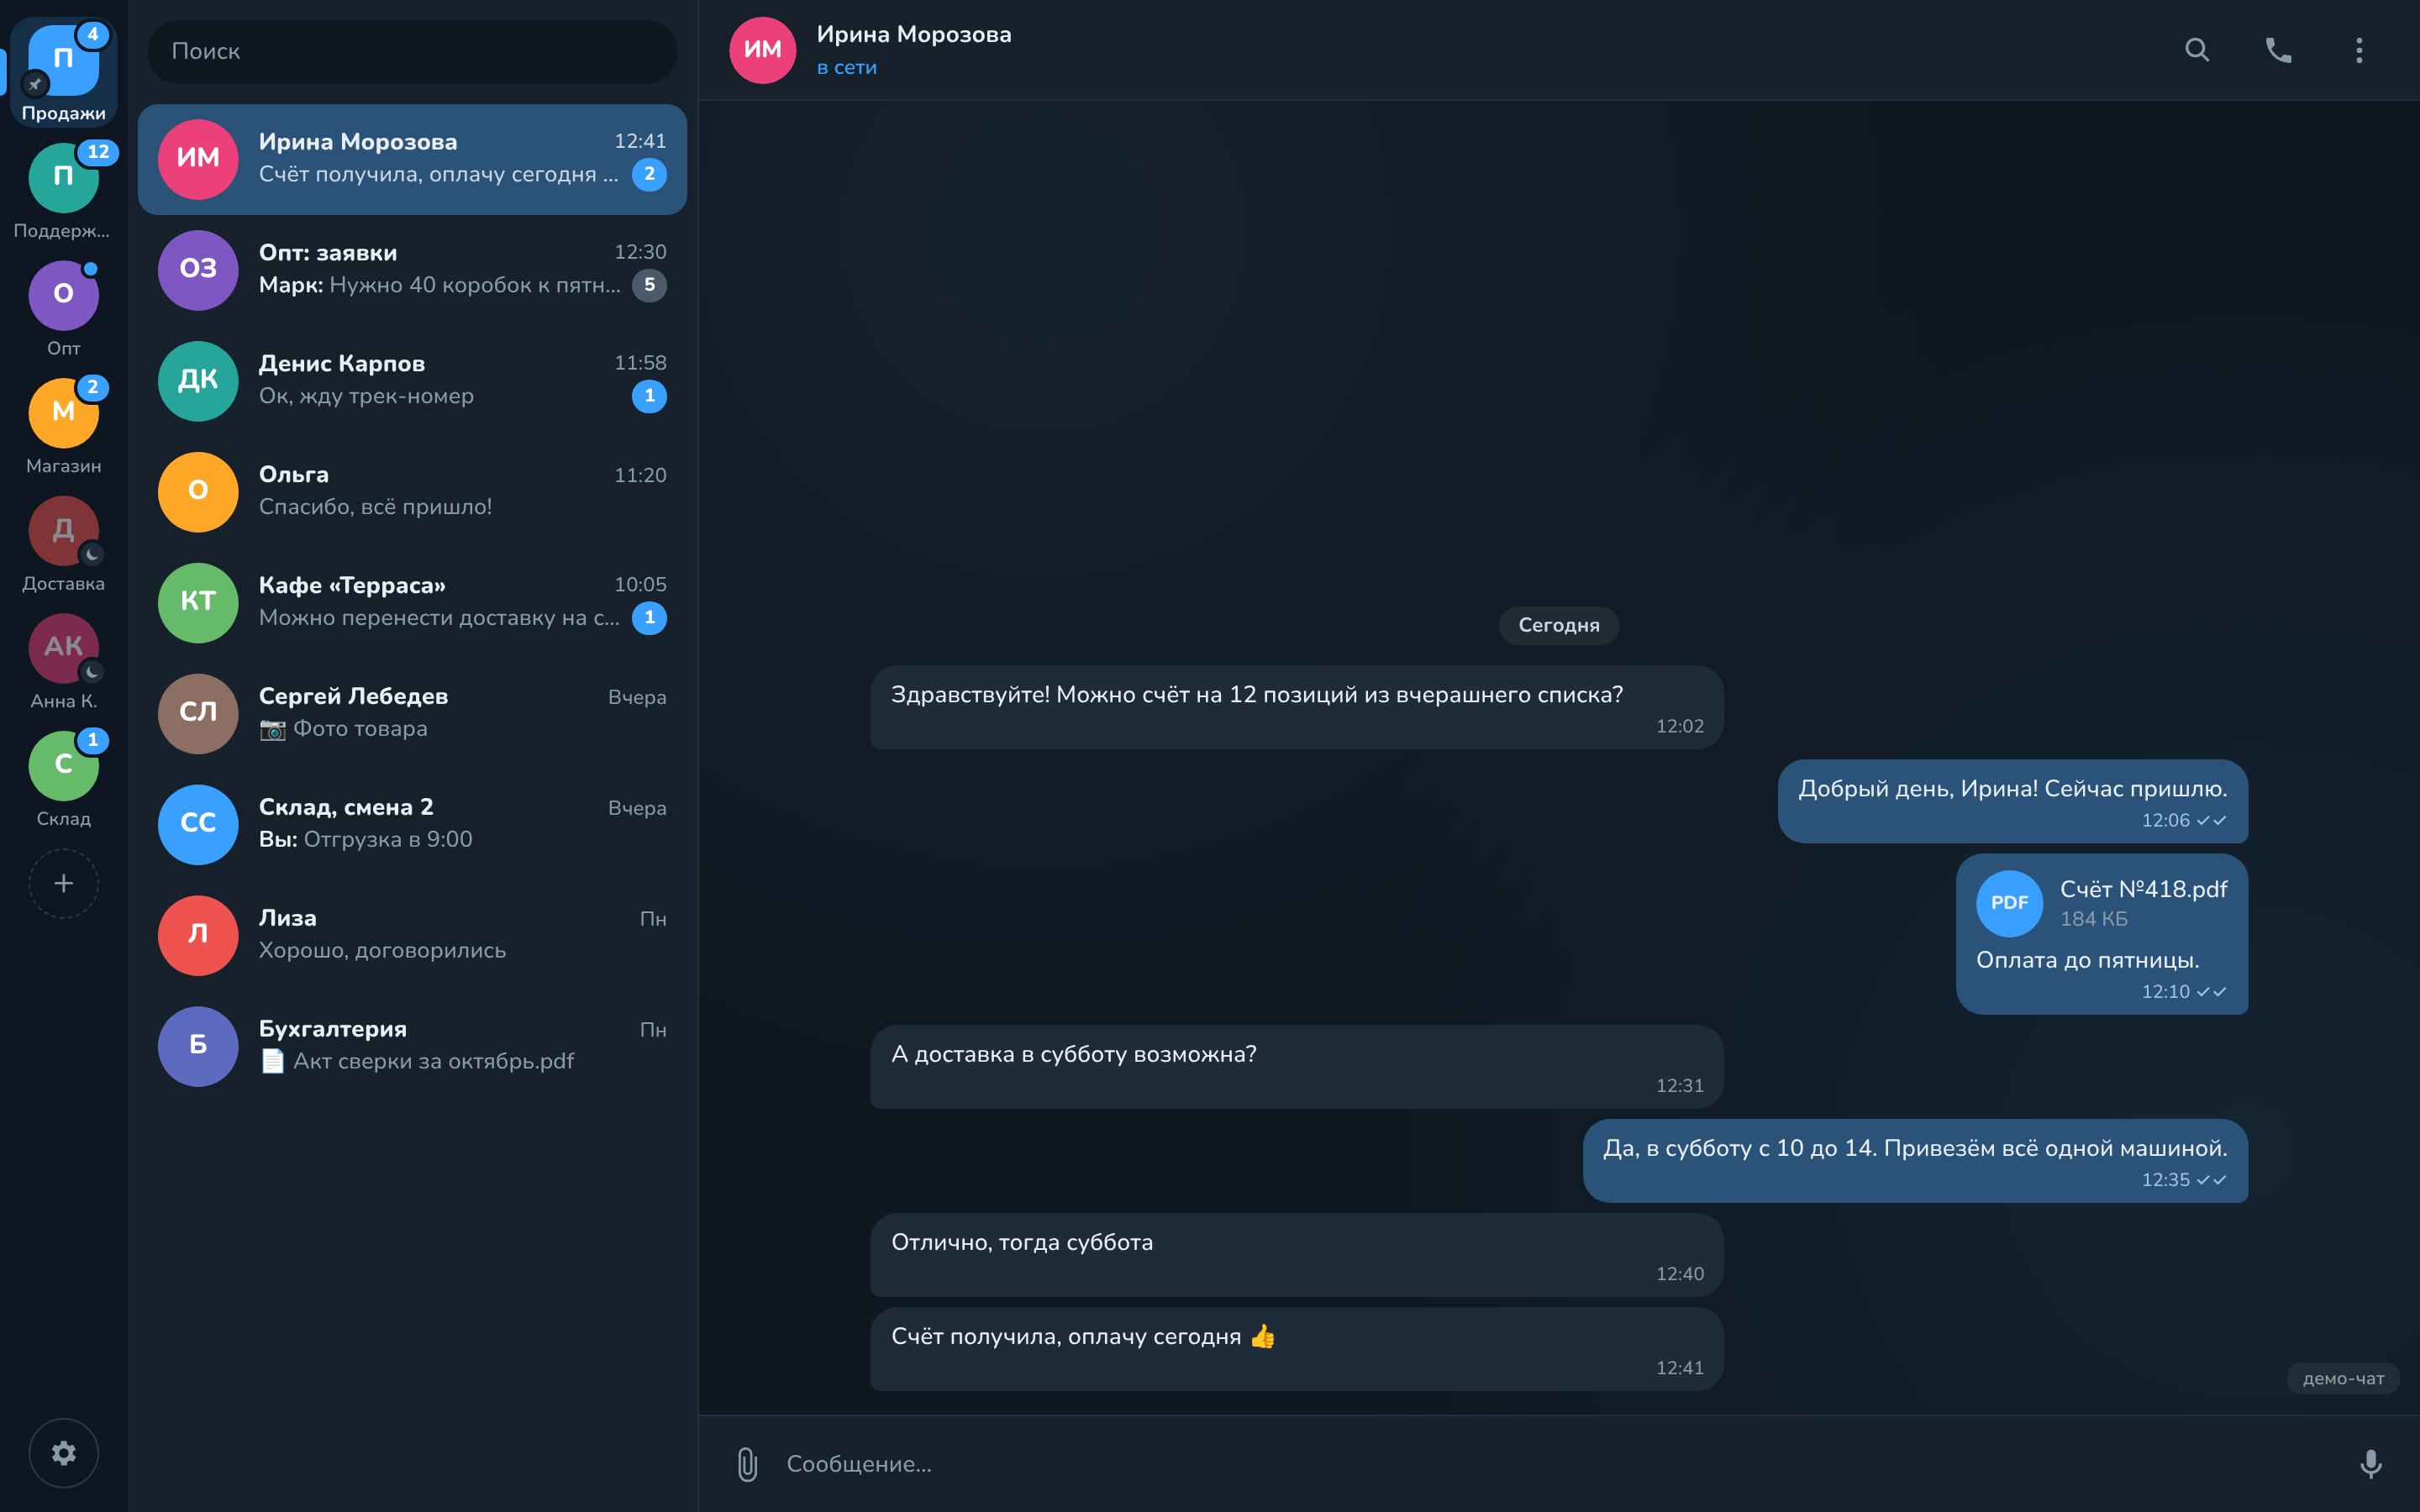 П
4
Продажи
П
12
Поддерж...
О
Опт
М
2
Магазин
Д
Доставка
АК
Анна К.
С
1
Склад
Поиск
ИМ
Ирина Морозова
12:41
Счёт получила, оплачу сегодня ...
2
ОЗ
Опт: заявки
12:30
Марк: Нужно 40 коробок к пятн...
5
ДК
Денис Карпов
11:58
Ок, жду трек-номер
1
О
Ольга
11:20
Спасибо, всё пришло!
КТ
Кафе «Терраса»
10:05
Можно перенести доставку на с...
1
СЛ
Сергей Лебедев
Вчера
📷 Фото товара
СС
Склад, смена 2
Вчера
Вы: Отгрузка в 9:00
Л
Лиза
Пн
Хорошо, договорились
Б
Бухгалтерия
Пн
📄 Акт сверки за октябрь.pdf
ИМ
Ирина Морозова
в сети
Сегодня
Здравствуйте! Можно счёт на 12 позиций из вчерашнего списка?
12:02
Добрый день, Ирина! Сейчас пришлю.
12:06
PDF
Счёт №418.pdf
184 КБ
Оплата до пятницы.
12:10
А доставка в субботу возможна?
12:31
Да, в субботу с 10 до 14. Привезём всё одной машиной.
12:35
Отлично, тогда суббота
12:40
Счёт получила, оплачу сегодня 👍
12:41
демо-чат
Сообщение...